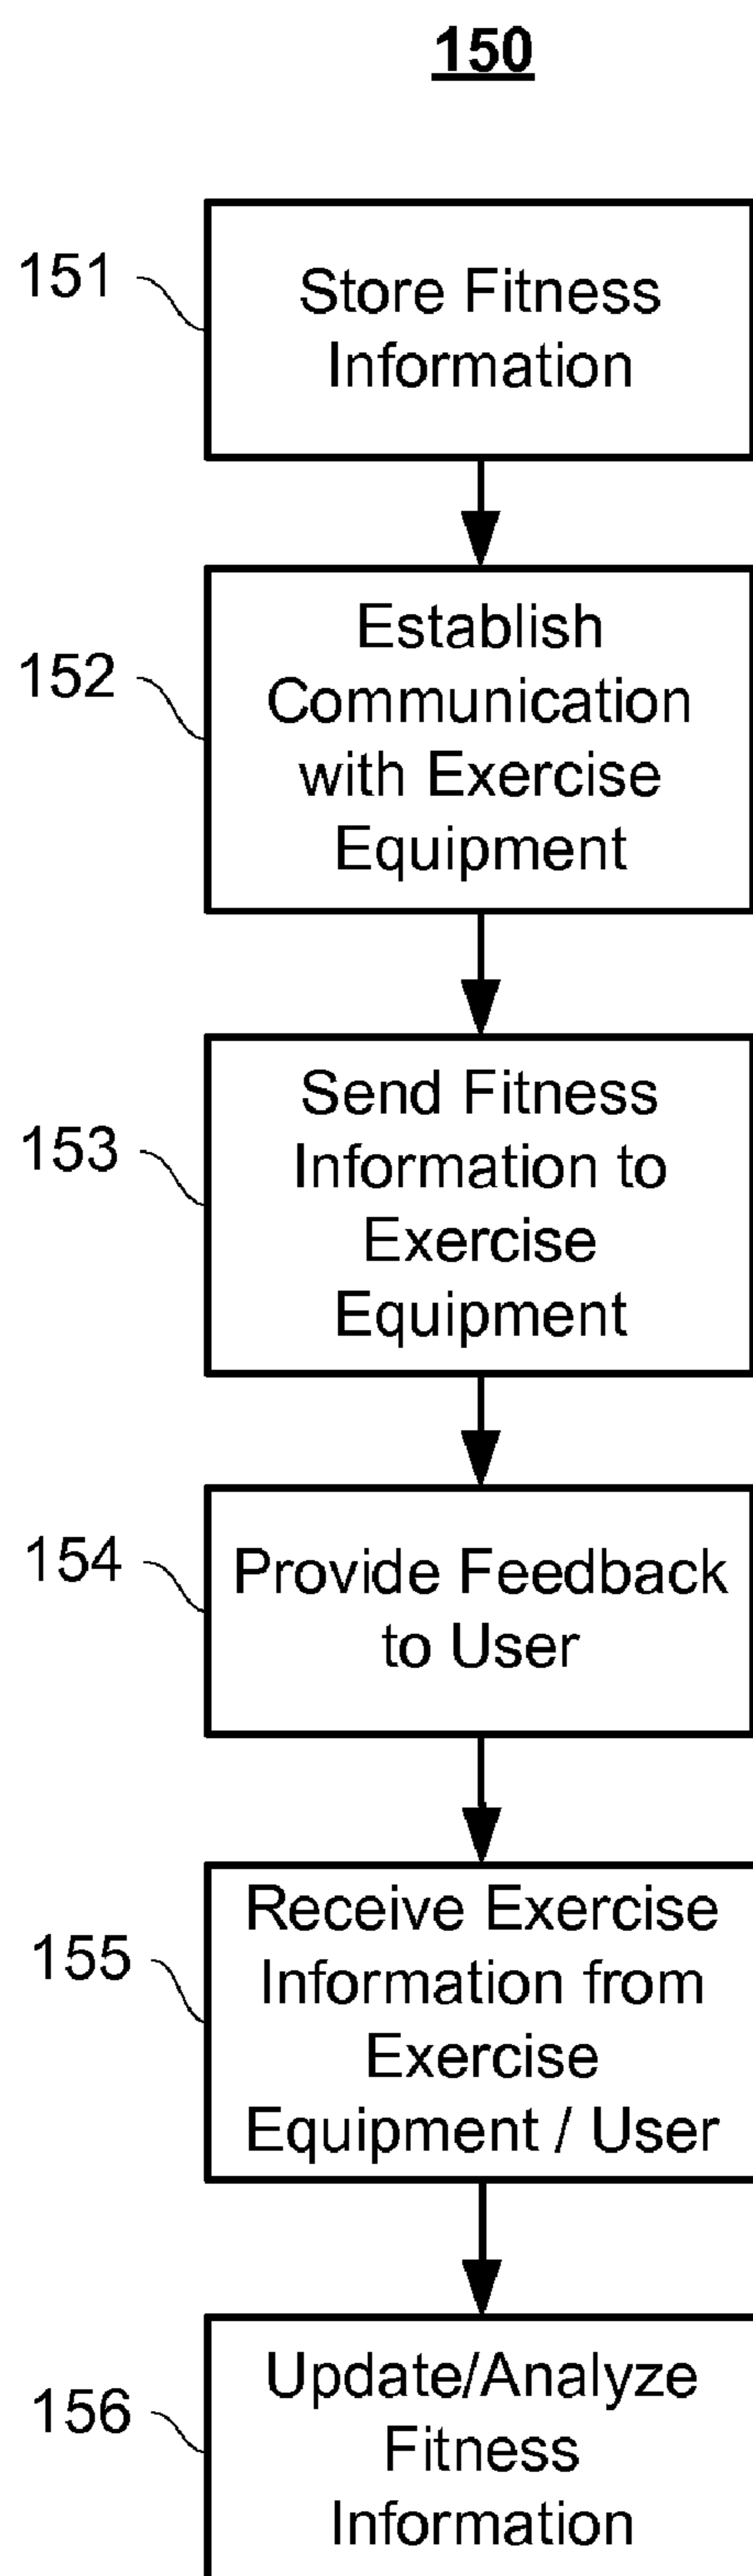 150
151
Store Fitness
Information
152
Establish
Communication
with Exercise
Equipment
153
Send Fitness
Information to
Exercise
Equipment
154
Provide Feedback
to User
155
Receive Exercise
Information from
Exercise
Equipment / User
156
Update/Analyze
Fitness
Information